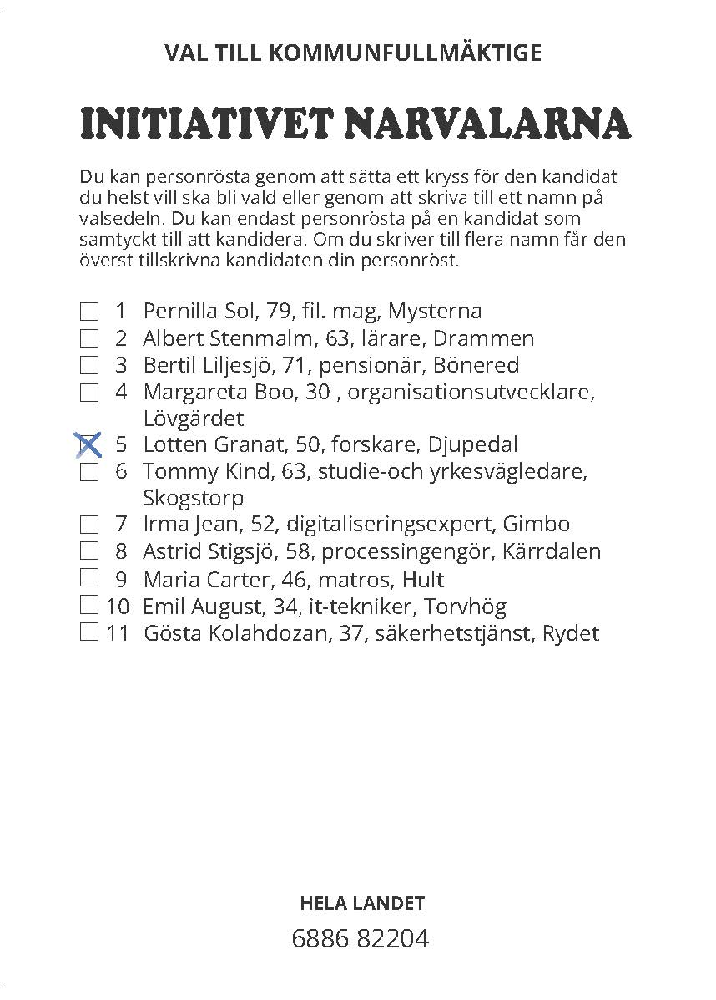 VAL TILL KOMMUNFULLMÄKTIGE
INITIATIVET NARVALARNA
Du kan personrösta genom att sätta ett kryss för den kandidat
du helst vill ska bli vald eller genom att skriva till ett namn på
valsedeln. Du kan endast personrösta på en kandidat som
samtyckt till att kandidera. Om du skriver till flera namn får den
överst tillskrivna kandidaten din personröst.
1 Pernilla Sol, 79, fil. mag, Mysterna
2 Albert Stenmalm, 63, lärare, Drammen
3 Bertil Liljesjö, 71, pensionär, Bönered
4 Margareta Boo, 30 , organisationsutvecklare,
Lövgärdet
5 Lotten Granat, 50, forskare, Djupedal
6 Tommy Kind, 63, studie-och yrkesvägledare,
Skogstorp
7 Irma Jean, 52, digitaliseringsexpert, Gimbo
8 Astrid Stigsjö, 58, processingengör, Kärrdalen
9 Maria Carter, 46, matros, Hult
10 Emil August, 34, it-tekniker, Torvhög
11 Gösta Kolahdozan, 37, säkerhetstjänst, Rydet
HELA LANDET
6886 82204